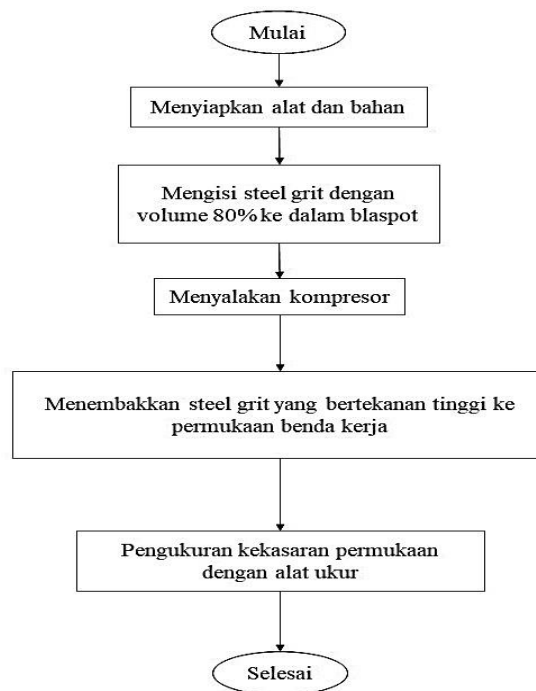 Mulai
Menyiapkan alat dan bahan
Mengisi steel grit dengan
volume 80% ke dalam blaspot
Menyalakan kompresor
Menembakkan steel grit yang bertekanan tinggi ke
permukaan benda kerja
Pengukuran kekasaran permukaan
dengan alat ukur
Selesai